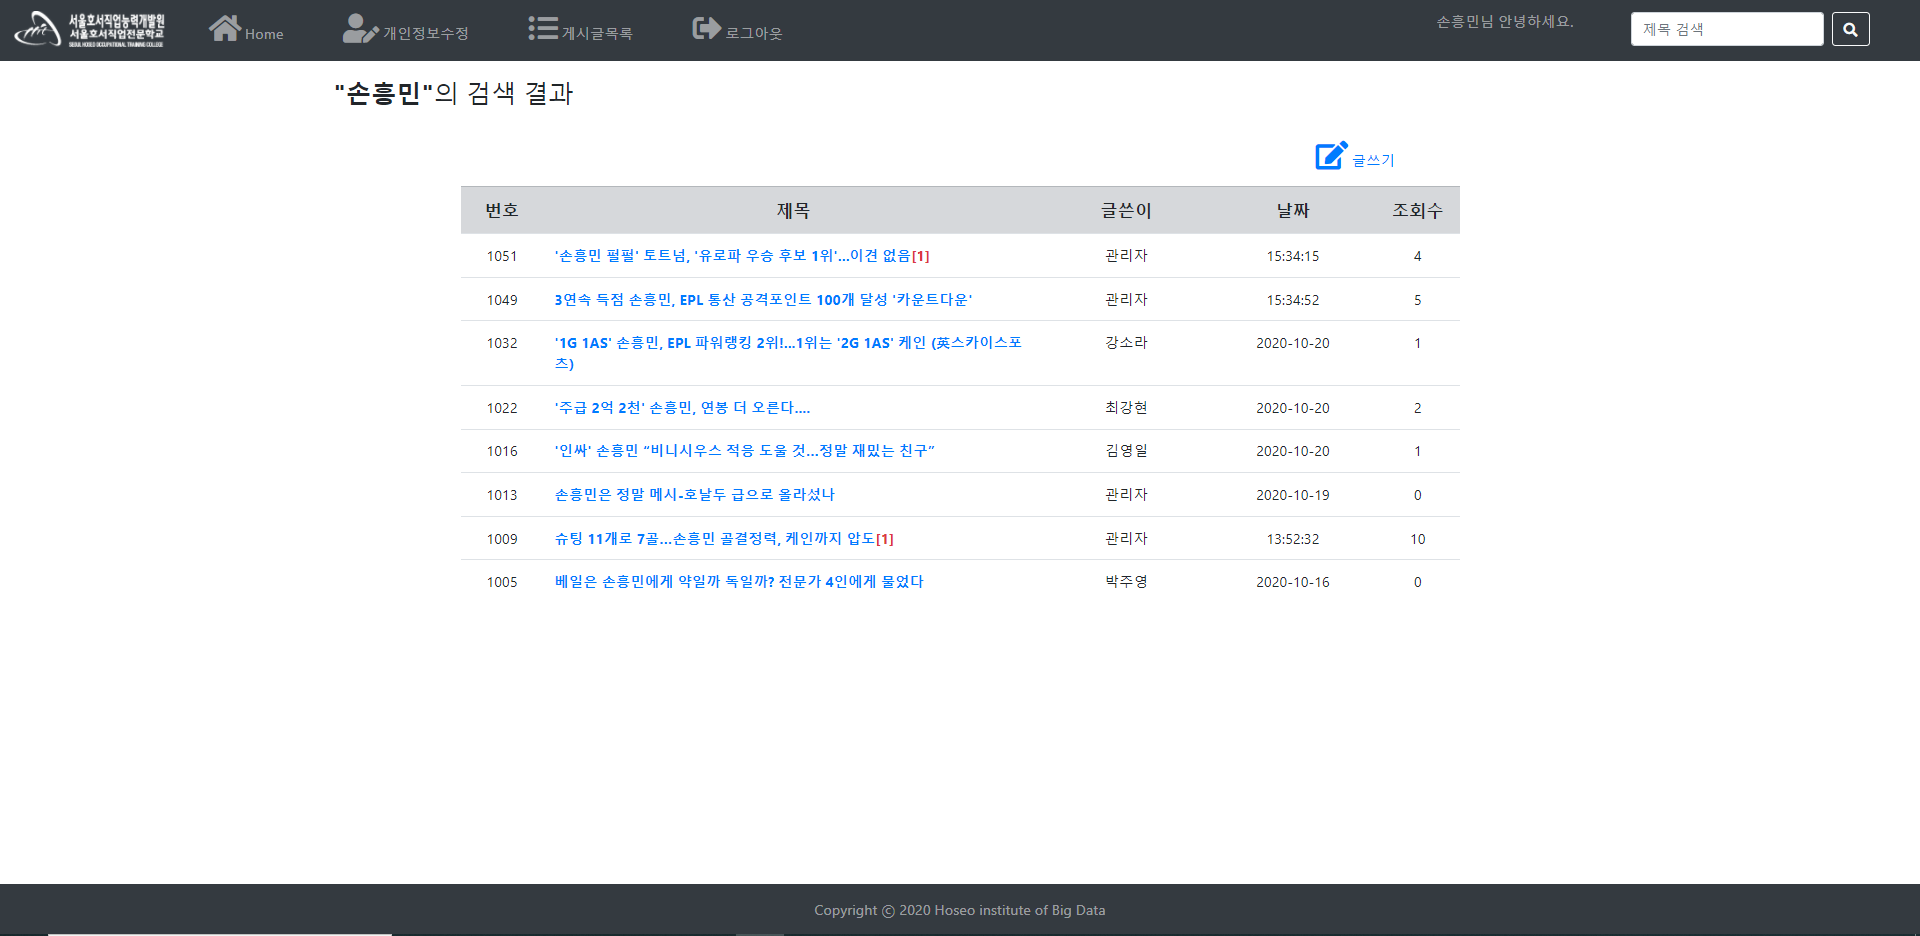 서울호서직업능력개발원
서울호서직업전문학교
SEOUL HOSEO OCCUPATIONAL TRAINING COLLEGE
Home
개인정보수정
게시글목록
로그아웃
손흥민님 안녕하세요.
제목 검색
"손흥민"의 검색 결과
글쓰기
번호 제목 글쓴이 날짜 조회수
1051 '손흥민 펄펄' 토트넘, '유로파 우승 후보 1위'...이견 없음[1] 관리자 15:34:15 4
1049 3연속 득점 손흥민, EPL 통산 공격포인트 100개 달성 '카운트다운' 관리자 15:34:52 5
1032 '1G 1AS' 손흥민, EPL 파워랭킹 2위!...1위는 '2G 1AS' 케인 (英스카이스포 강소라 2020-10-20 1
츠)
1022 '주급 2억 2천' 손흥민, 연봉 더 오른다.... 최강현 2020-10-20 2
1016 '인싸' 손흥민 “비니시우스 적응 도울 것...정말 재밌는 친구” 김영일 2020-10-20 1
1013 손흥민은 정말 메시-호날두 급으로 올라섰나 관리자 2020-10-19 0
1009 슈팅 11개로 7골...손흥민 골결정력, 케인까지 압도[1] 관리자 13:52:32 10
1005 베일은 손흥민에게 약일까 독일까? 전문가 4인에게 물었다 박주영 2020-10-16 0
Copyright ⓒ 2020 Hoseo institute of Big Data